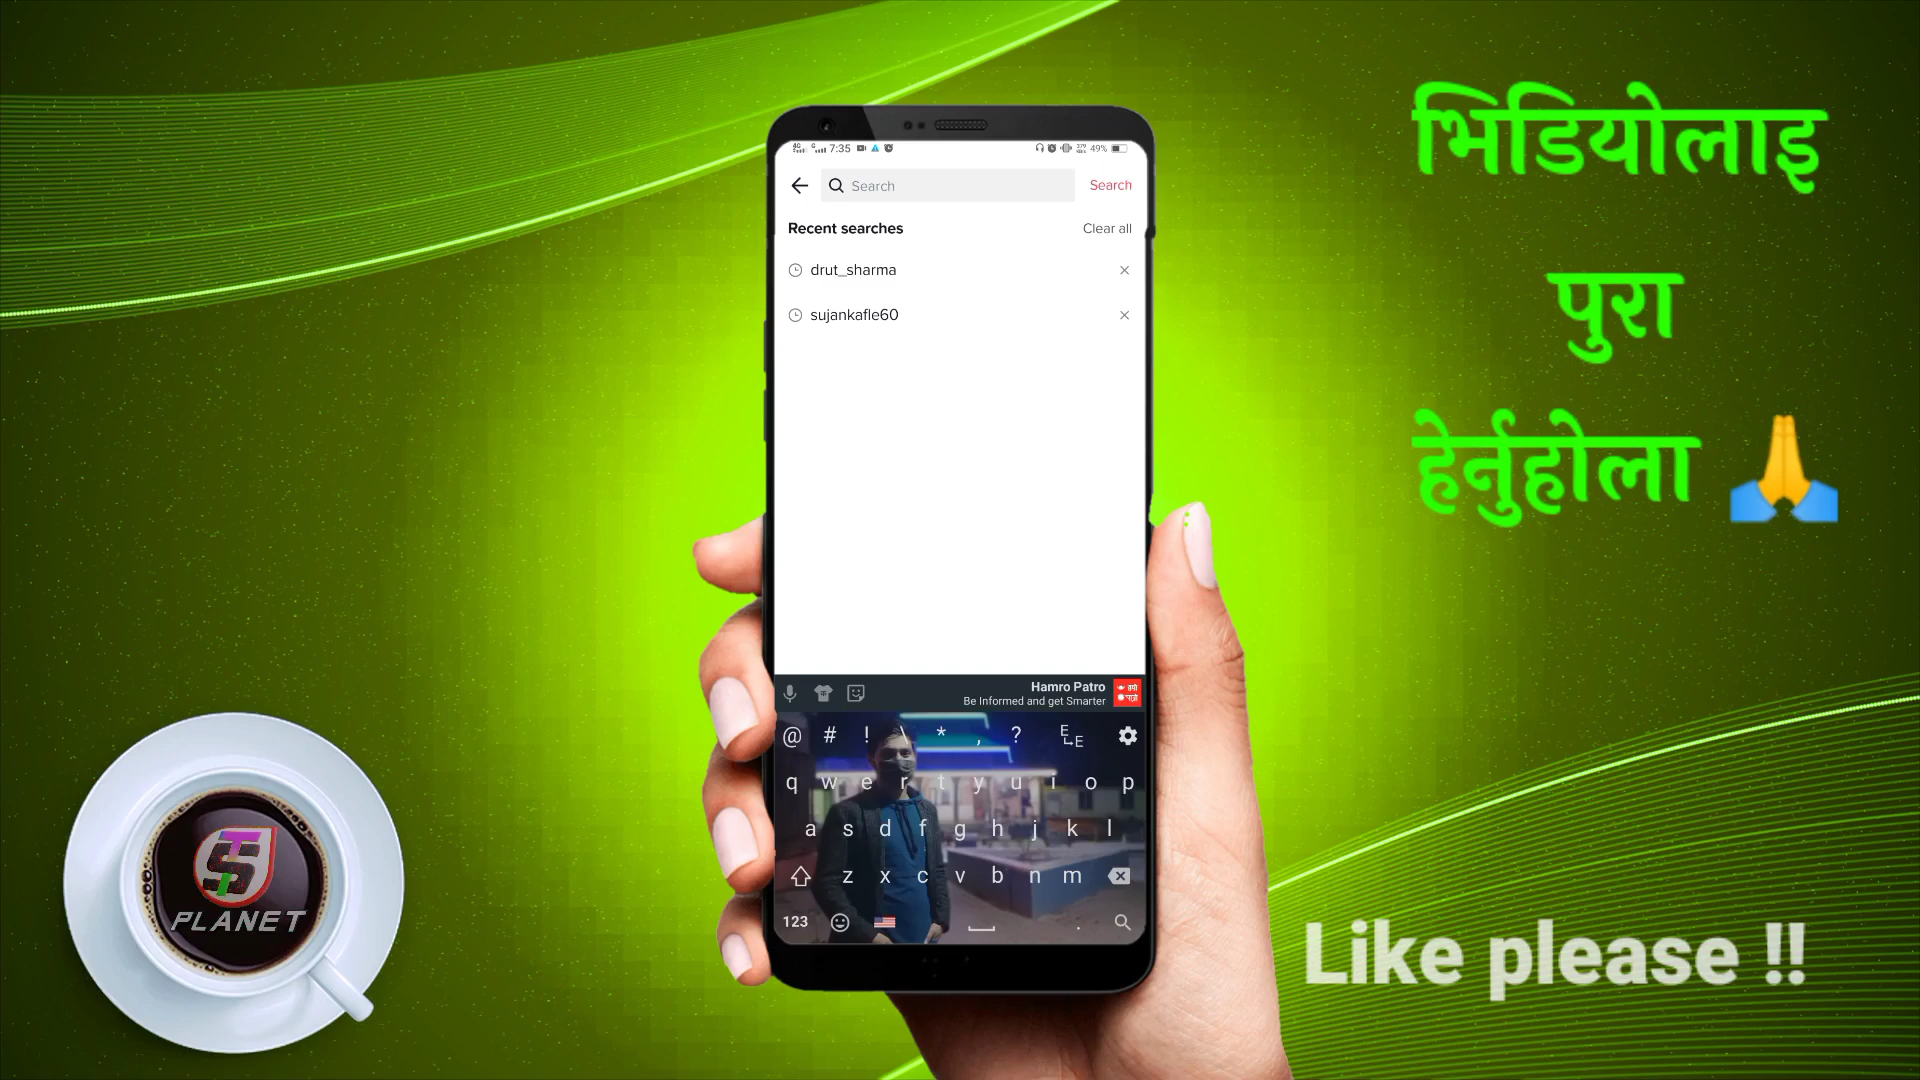 भिडियोलाइ
पुरा
हेर्नुहोला 🙏
7:35
49%
Search
Search
Recent searches
Clear all
drut_sharma
sujankafle60
Hamro Patro
Be Informed and get Smarter
@ # ! \ * , ?
q w e r t y u i o p
a s d f g h j k l
z x c v b n m
123 .
TS
PLANET
Like please !!